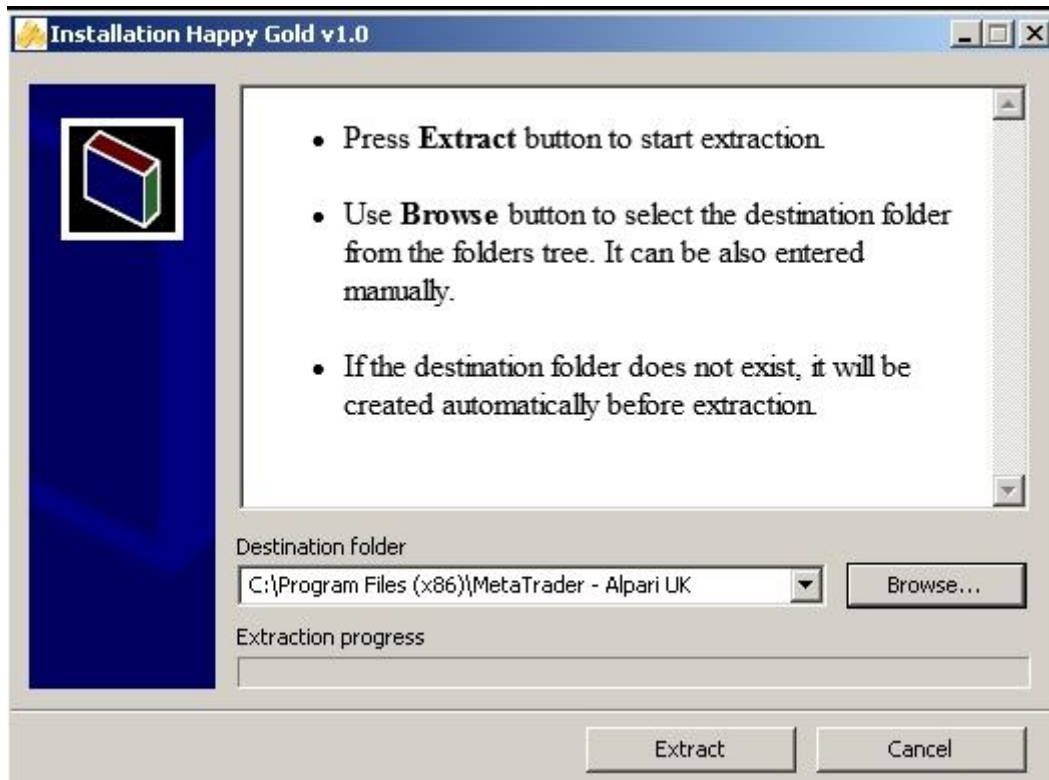 Installation Happy Gold v1.0
Press Extract button to start extraction.
Use Browse button to select the destination folder
from the folders tree. It can be also entered
manually.
If the destination folder does not exist, it will be
created automatically before extraction.
Destination folder
C:\Program Files (x86)\MetaTrader - Alpari UK
Browse...
Extraction progress
Extract
Cancel